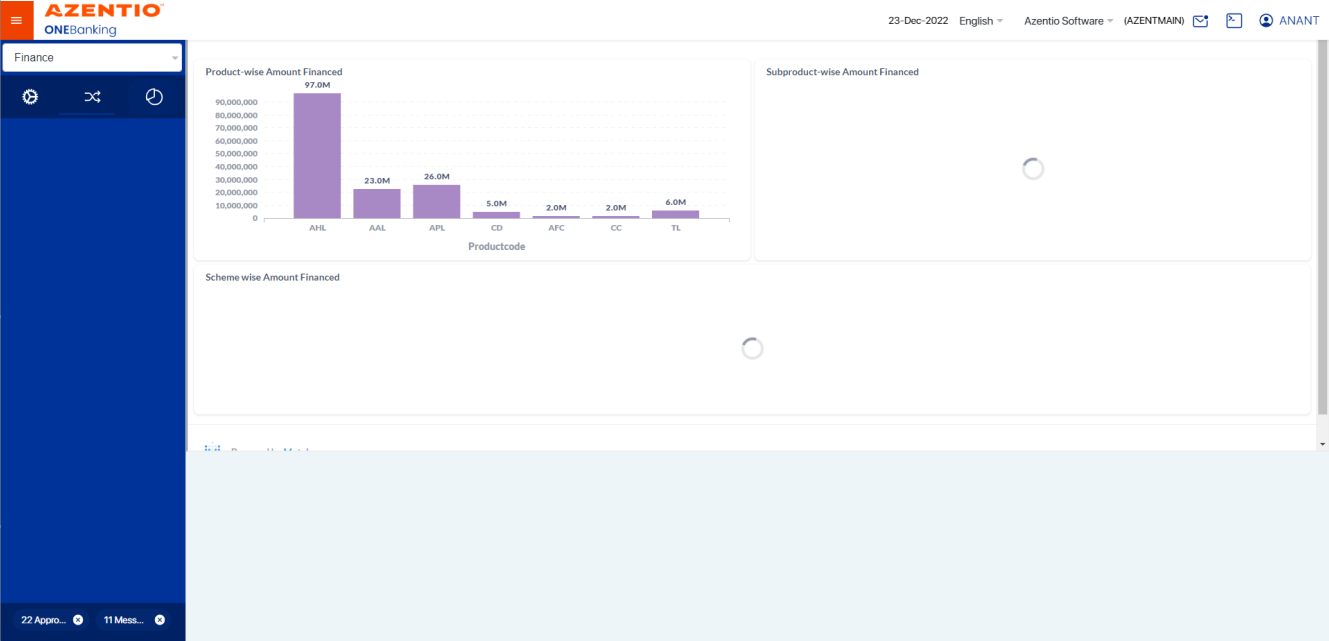 AZENTIO
ONEBanking
23-Dec-2022 English Azentio Software (AZENTMAIN) ANANT
Finance
Product-wise Amount Financed
97.0M
90,000,000
80,000,000
70,000,000
60,000,000
50,000,000
40,000,000
30,000,000
20,000,000
10,000,000
0
23.0M
26.0M
5.0M
2.0M
2.0M
6.0M
AHL AAL APL CD AFC CC TL
Productcode
Subproduct-wise Amount Financed
Scheme wise Amount Financed
22 Appro... 11 Mess...